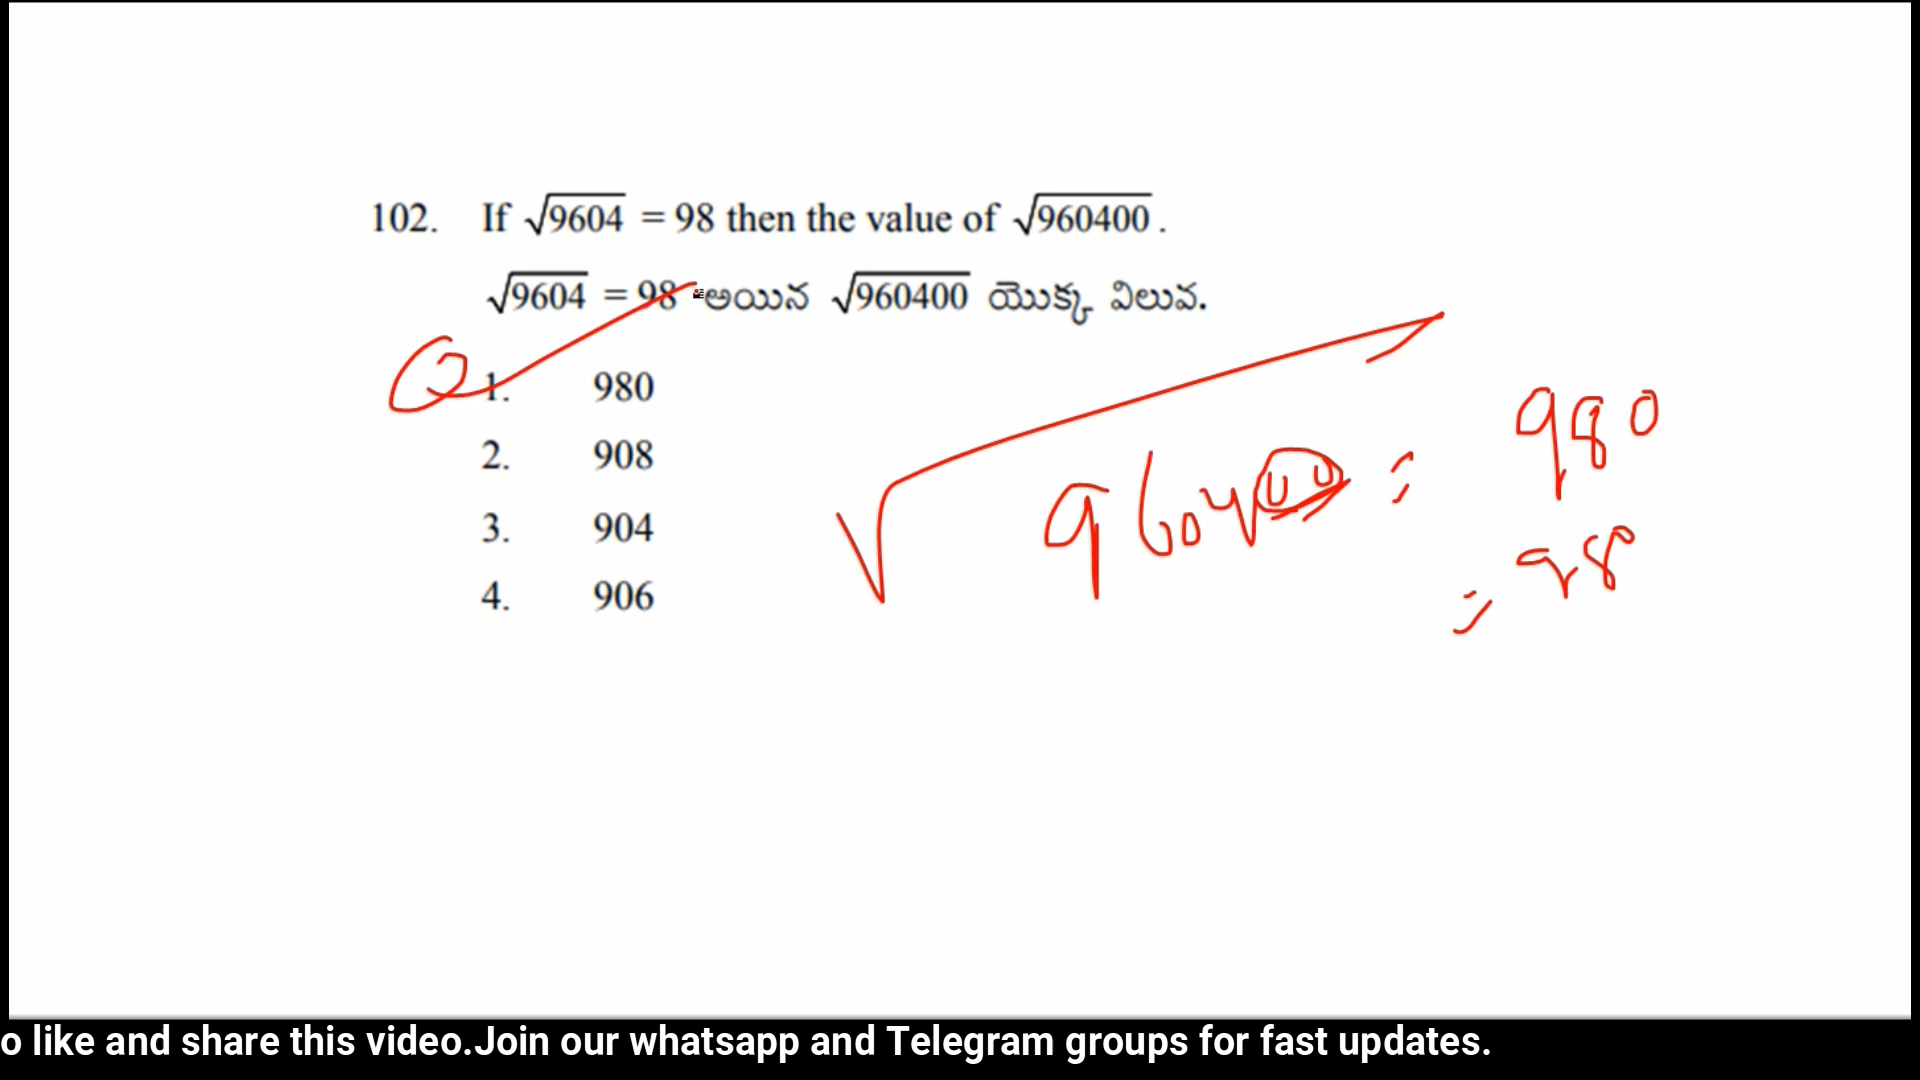 102. If √9604 = 98 then the value of √960400.
√9604 = 98 అయిన √960400 యొక్క విలువ.
1. 980
2. 908
3. 904
4. 906
√960400 = 980
= 98
o like and share this video.Join our whatsapp and Telegram groups for fast updates.